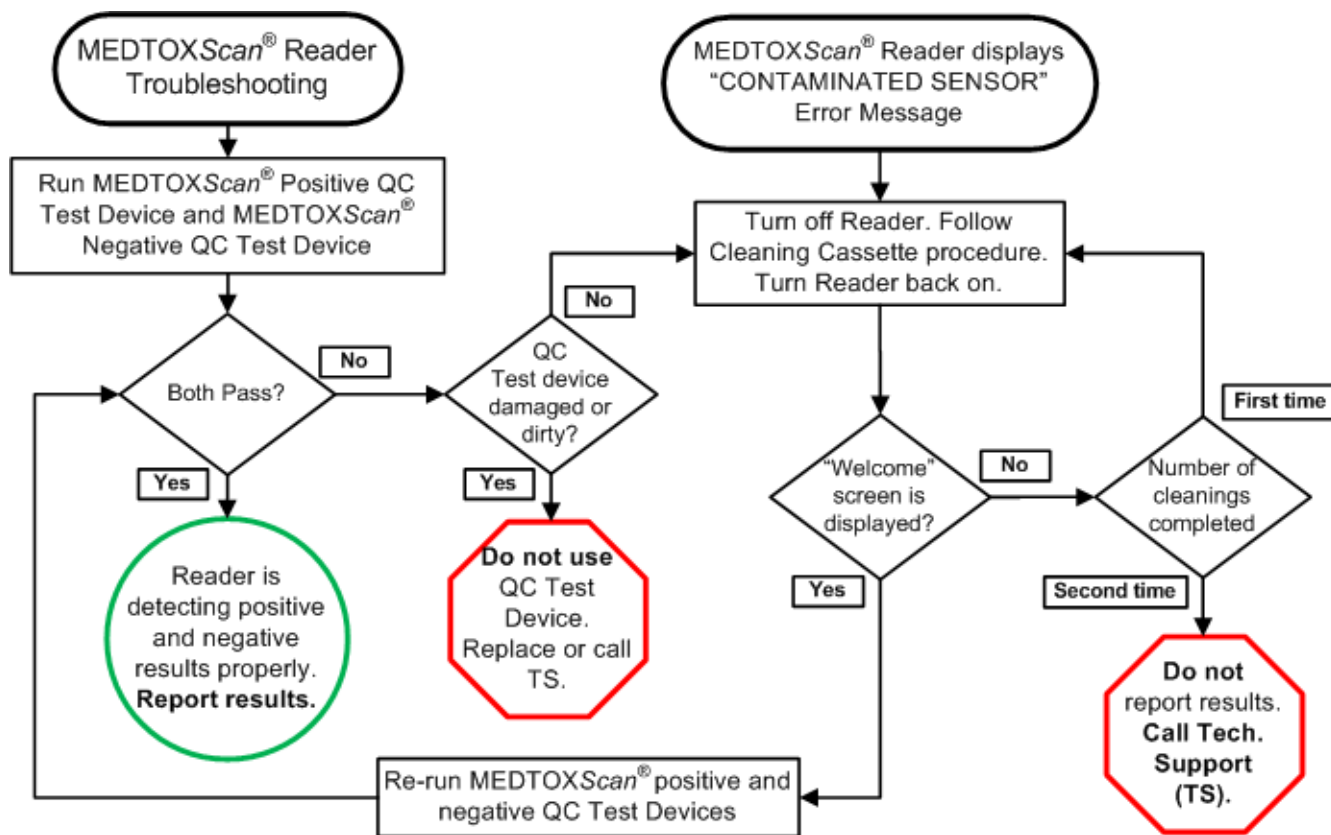 MEDTOXScan® Reader
Troubleshooting
MEDTOXScan® Reader displays
“CONTAMINATED SENSOR”
Error Message
Run MEDTOXScan® Positive QC
Test Device and MEDTOXScan®
Negative QC Test Device
Turn off Reader. Follow
Cleaning Cassette procedure.
Turn Reader back on.
Both Pass?
No
Yes
QC
Test device
damaged or
dirty?
No
Yes
“Welcome”
screen is
displayed?
No
Yes
Number of
cleanings
completed
First time
Second time
Reader is
detecting positive
and negative
results properly.
Report results.
Do not use
QC Test
Device.
Replace or call
TS.
Do not
report results.
Call Tech.
Support
(TS).
Re-run MEDTOXScan® positive and
negative QC Test Devices